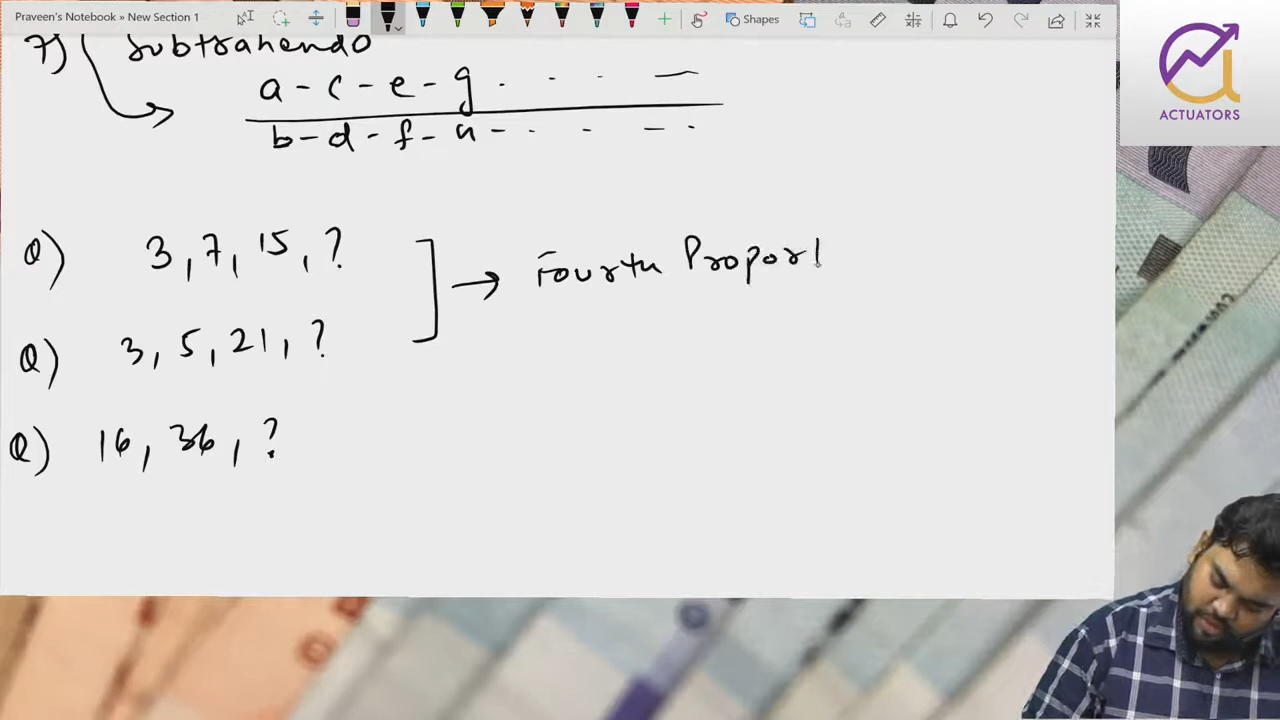 Praveen's Notebook » New Section 1
Shapes
ACTUATORS
7) Subtrahendo
a - c - e - g . . . —
b - d - f - h - . . - .
Q) 3, 7, 15, ?
Fourth Propor
Q) 3, 5, 21, ?
Q) 16, 36, ?